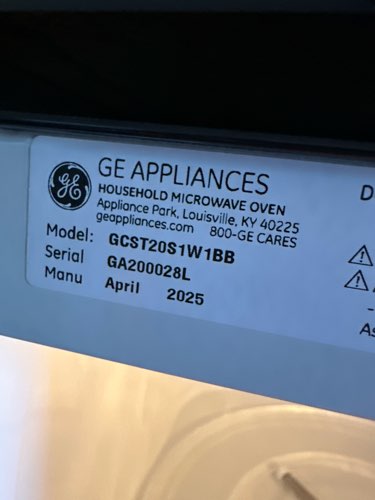 GE APPLIANCES
HOUSEHOLD MICROWAVE OVEN
Appliance Park, Louisville, KY 40225
geappliances.com 800-GE CARES
Model: GCST20S1W1BB
Serial GA200028L
Manu April 2025